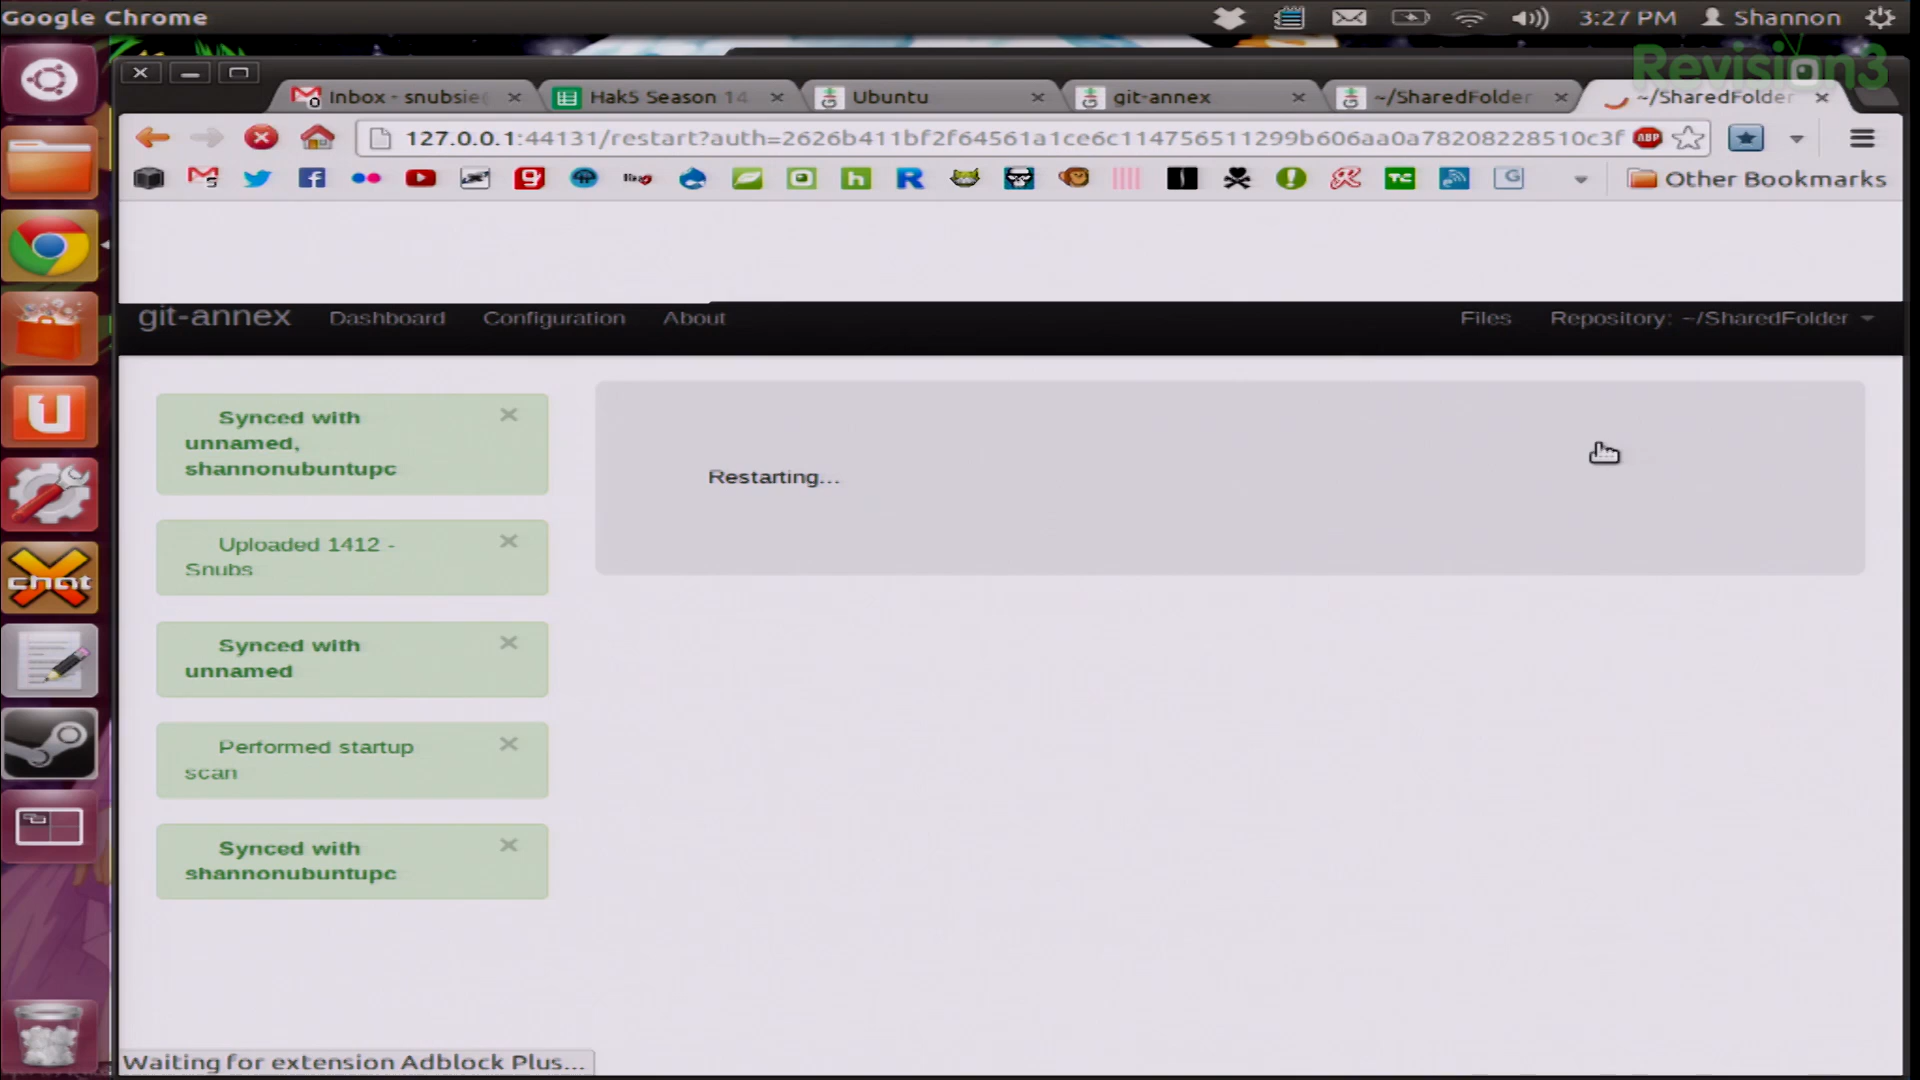 Google Chrome
3:27 PM
Shannon
Revision3
Inbox - snubsie
Hak5 Season 14
Ubuntu
git-annex
~/SharedFolder
~/SharedFolder
127.0.0.1:44131/restart?auth=2626b411bf2f64561a1ce6c114756511299b606aa0a78208228510c3f
ABP
Other Bookmarks
git-annex
Dashboard
Configuration
About
Files
Repository: ~/SharedFolder
Synced with
unnamed,
shannonubuntupc
Restarting...
Uploaded 1412 -
Snubs
Synced with
unnamed
Performed startup
scan
Synced with
shannonubuntupc
chat
Waiting for extension Adblock Plus...